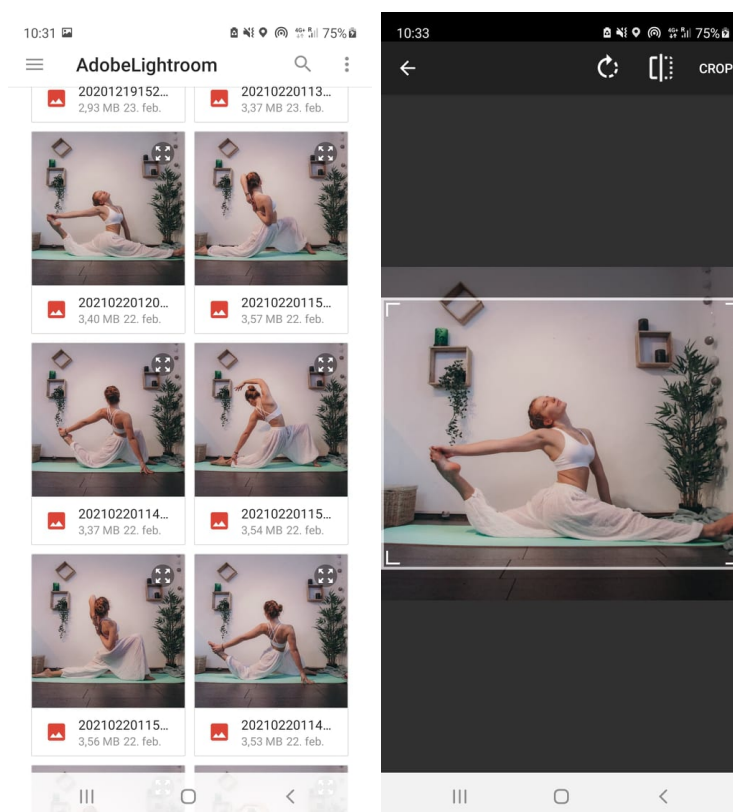 10:31
4G+ R
75%
AdobeLightroom
20201219152...
2,93 MB 23. feb.
20210220113...
3,37 MB 23. feb.
20210220120...
3,40 MB 22. feb.
20210220115...
3,57 MB 22. feb.
20210220114...
3,37 MB 22. feb.
20210220115...
3,54 MB 22. feb.
20210220115...
3,56 MB 22. feb.
20210220114...
3,53 MB 22. feb.
10:33
4G+ R
75%
CROP